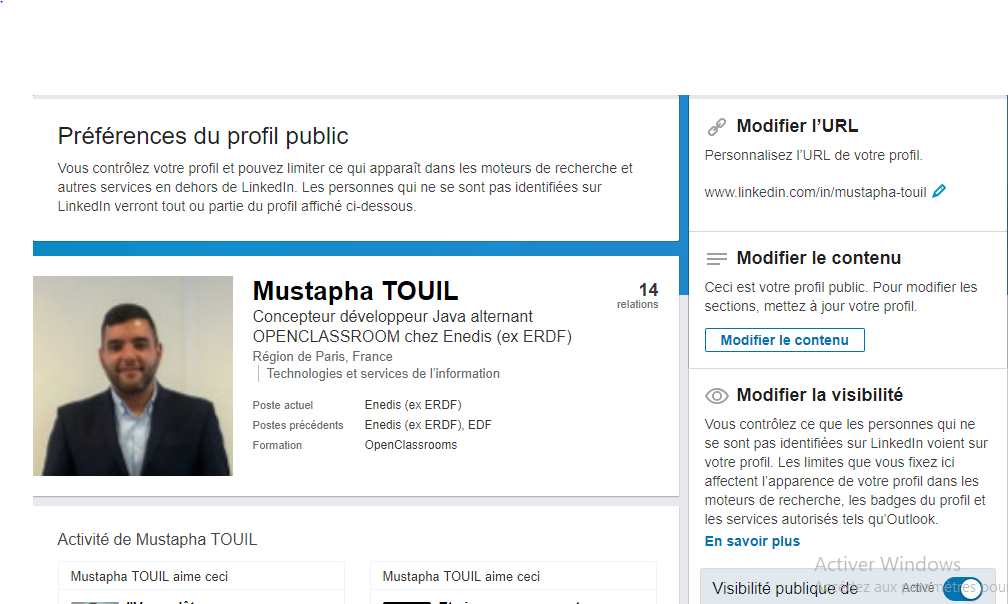 Préférences du profil public
Vous contrôlez votre profil et pouvez limiter ce qui apparaît dans les moteurs de recherche et
autres services en dehors de LinkedIn. Les personnes qui ne se sont pas identifiées sur
LinkedIn verront tout ou partie du profil affiché ci-dessous.
Mustapha TOUIL
14
relations
Concepteur développeur Java alternant
OPENCLASSROOM chez Enedis (ex ERDF)
Région de Paris, France
Technologies et services de l'information
Poste actuel Enedis (ex ERDF)
Postes précédents Enedis (ex ERDF), EDF
Formation OpenClassrooms
Activité de Mustapha TOUIL
Mustapha TOUIL aime ceci
Mustapha TOUIL aime ceci
Modifier l'URL
Personnalisez l'URL de votre profil.
www.linkedin.com/in/mustapha-touil
Modifier le contenu
Ceci est votre profil public. Pour modifier les
sections, mettez à jour votre profil.
Modifier le contenu
Modifier la visibilité
Vous contrôlez ce que les personnes qui ne
se sont pas identifiées sur LinkedIn voient sur
votre profil. Les limites que vous fixez ici
affectent l'apparence de votre profil dans les
moteurs de recherche, les badges du profil et
les services autorisés tels qu'Outlook.
En savoir plus
Activer Windows
Accédez aux paramètres pou
Visibilité publique de Activé